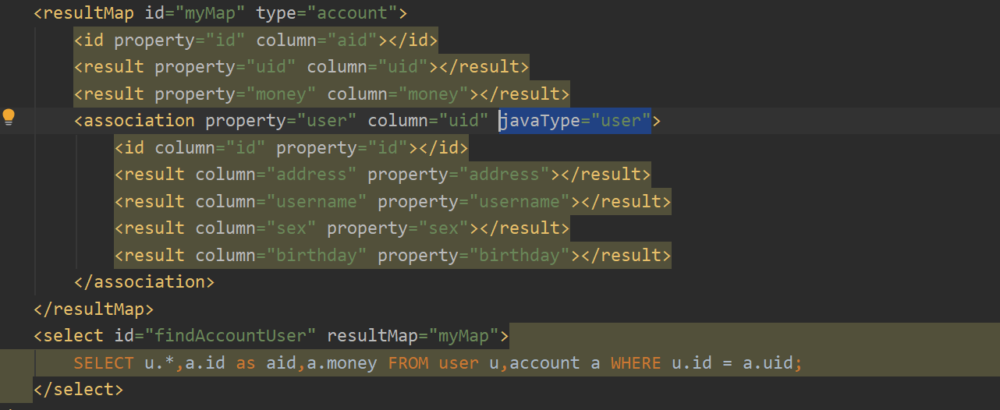 <resultMap id="myMap" type="account">
    <id property="id" column="aid"></id>
    <result property="uid" column="uid"></result>
    <result property="money" column="money"></result>
    <association property="user" column="uid" javaType="user">
        <id column="id" property="id"></id>
        <result column="address" property="address"></result>
        <result column="username" property="username"></result>
        <result column="sex" property="sex"></result>
        <result column="birthday" property="birthday"></result>
    </association>
</resultMap>
<select id="findAccountUser" resultMap="myMap">
    SELECT u.*,a.id as aid,a.money FROM user u,account a WHERE u.id = a.uid;
</select>